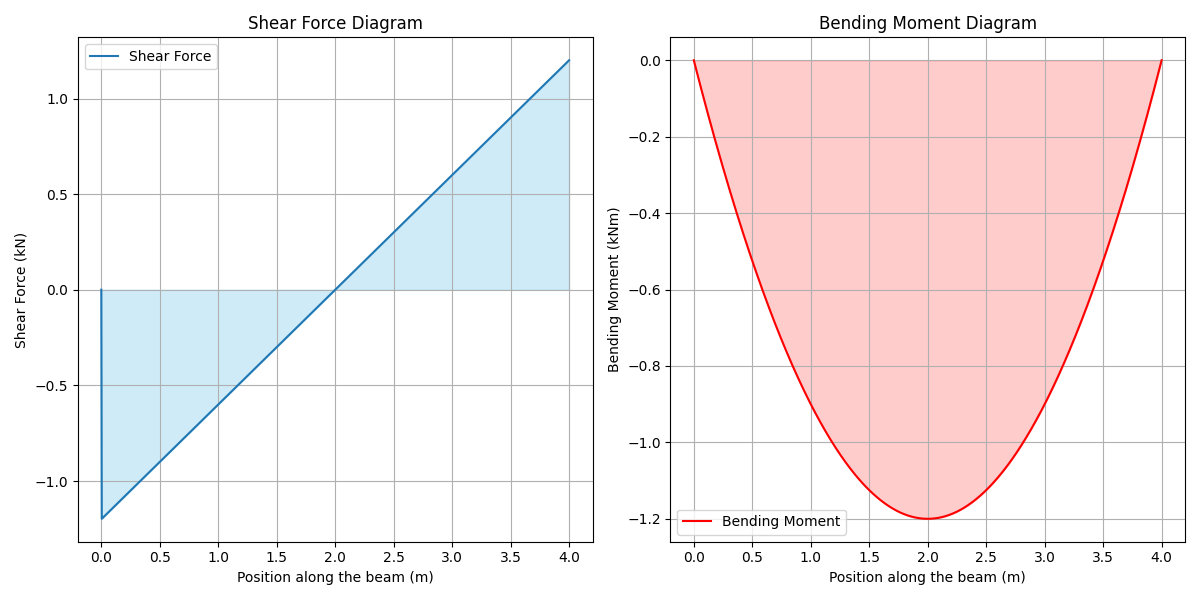 Shear Force Diagram
Shear Force
1.0
0.5
0.0
−0.5
−1.0
Shear Force (kN)
0.0 0.5 1.0 1.5 2.0 2.5 3.0 3.5 4.0
Position along the beam (m)
Bending Moment Diagram
0.0
−0.2
−0.4
−0.6
−0.8
−1.0
−1.2
Bending Moment (kNm)
Bending Moment
0.0 0.5 1.0 1.5 2.0 2.5 3.0 3.5 4.0
Position along the beam (m)